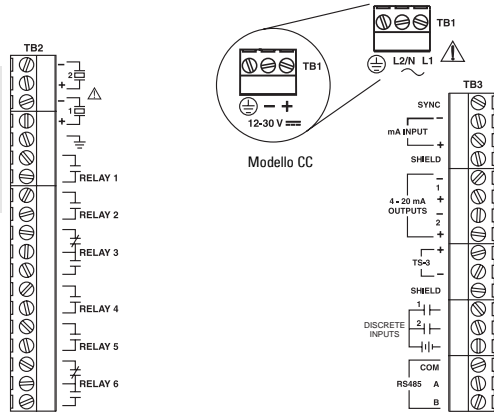 TB2
-
2
+
-
1
+
RELAY 1
RELAY 2
RELAY 3
RELAY 4
RELAY 5
RELAY 6
TB1
- +
12-30 V
Modello CC
TB1
L2/N L1
TB3
SYNC
-
mA INPUT
+
SHIELD
-
1
+
4 - 20 mA
OUTPUTS
-
2
+
+
TS-3
-
SHIELD
1
2
DISCRETE
INPUTS
COM
RS485 A
B